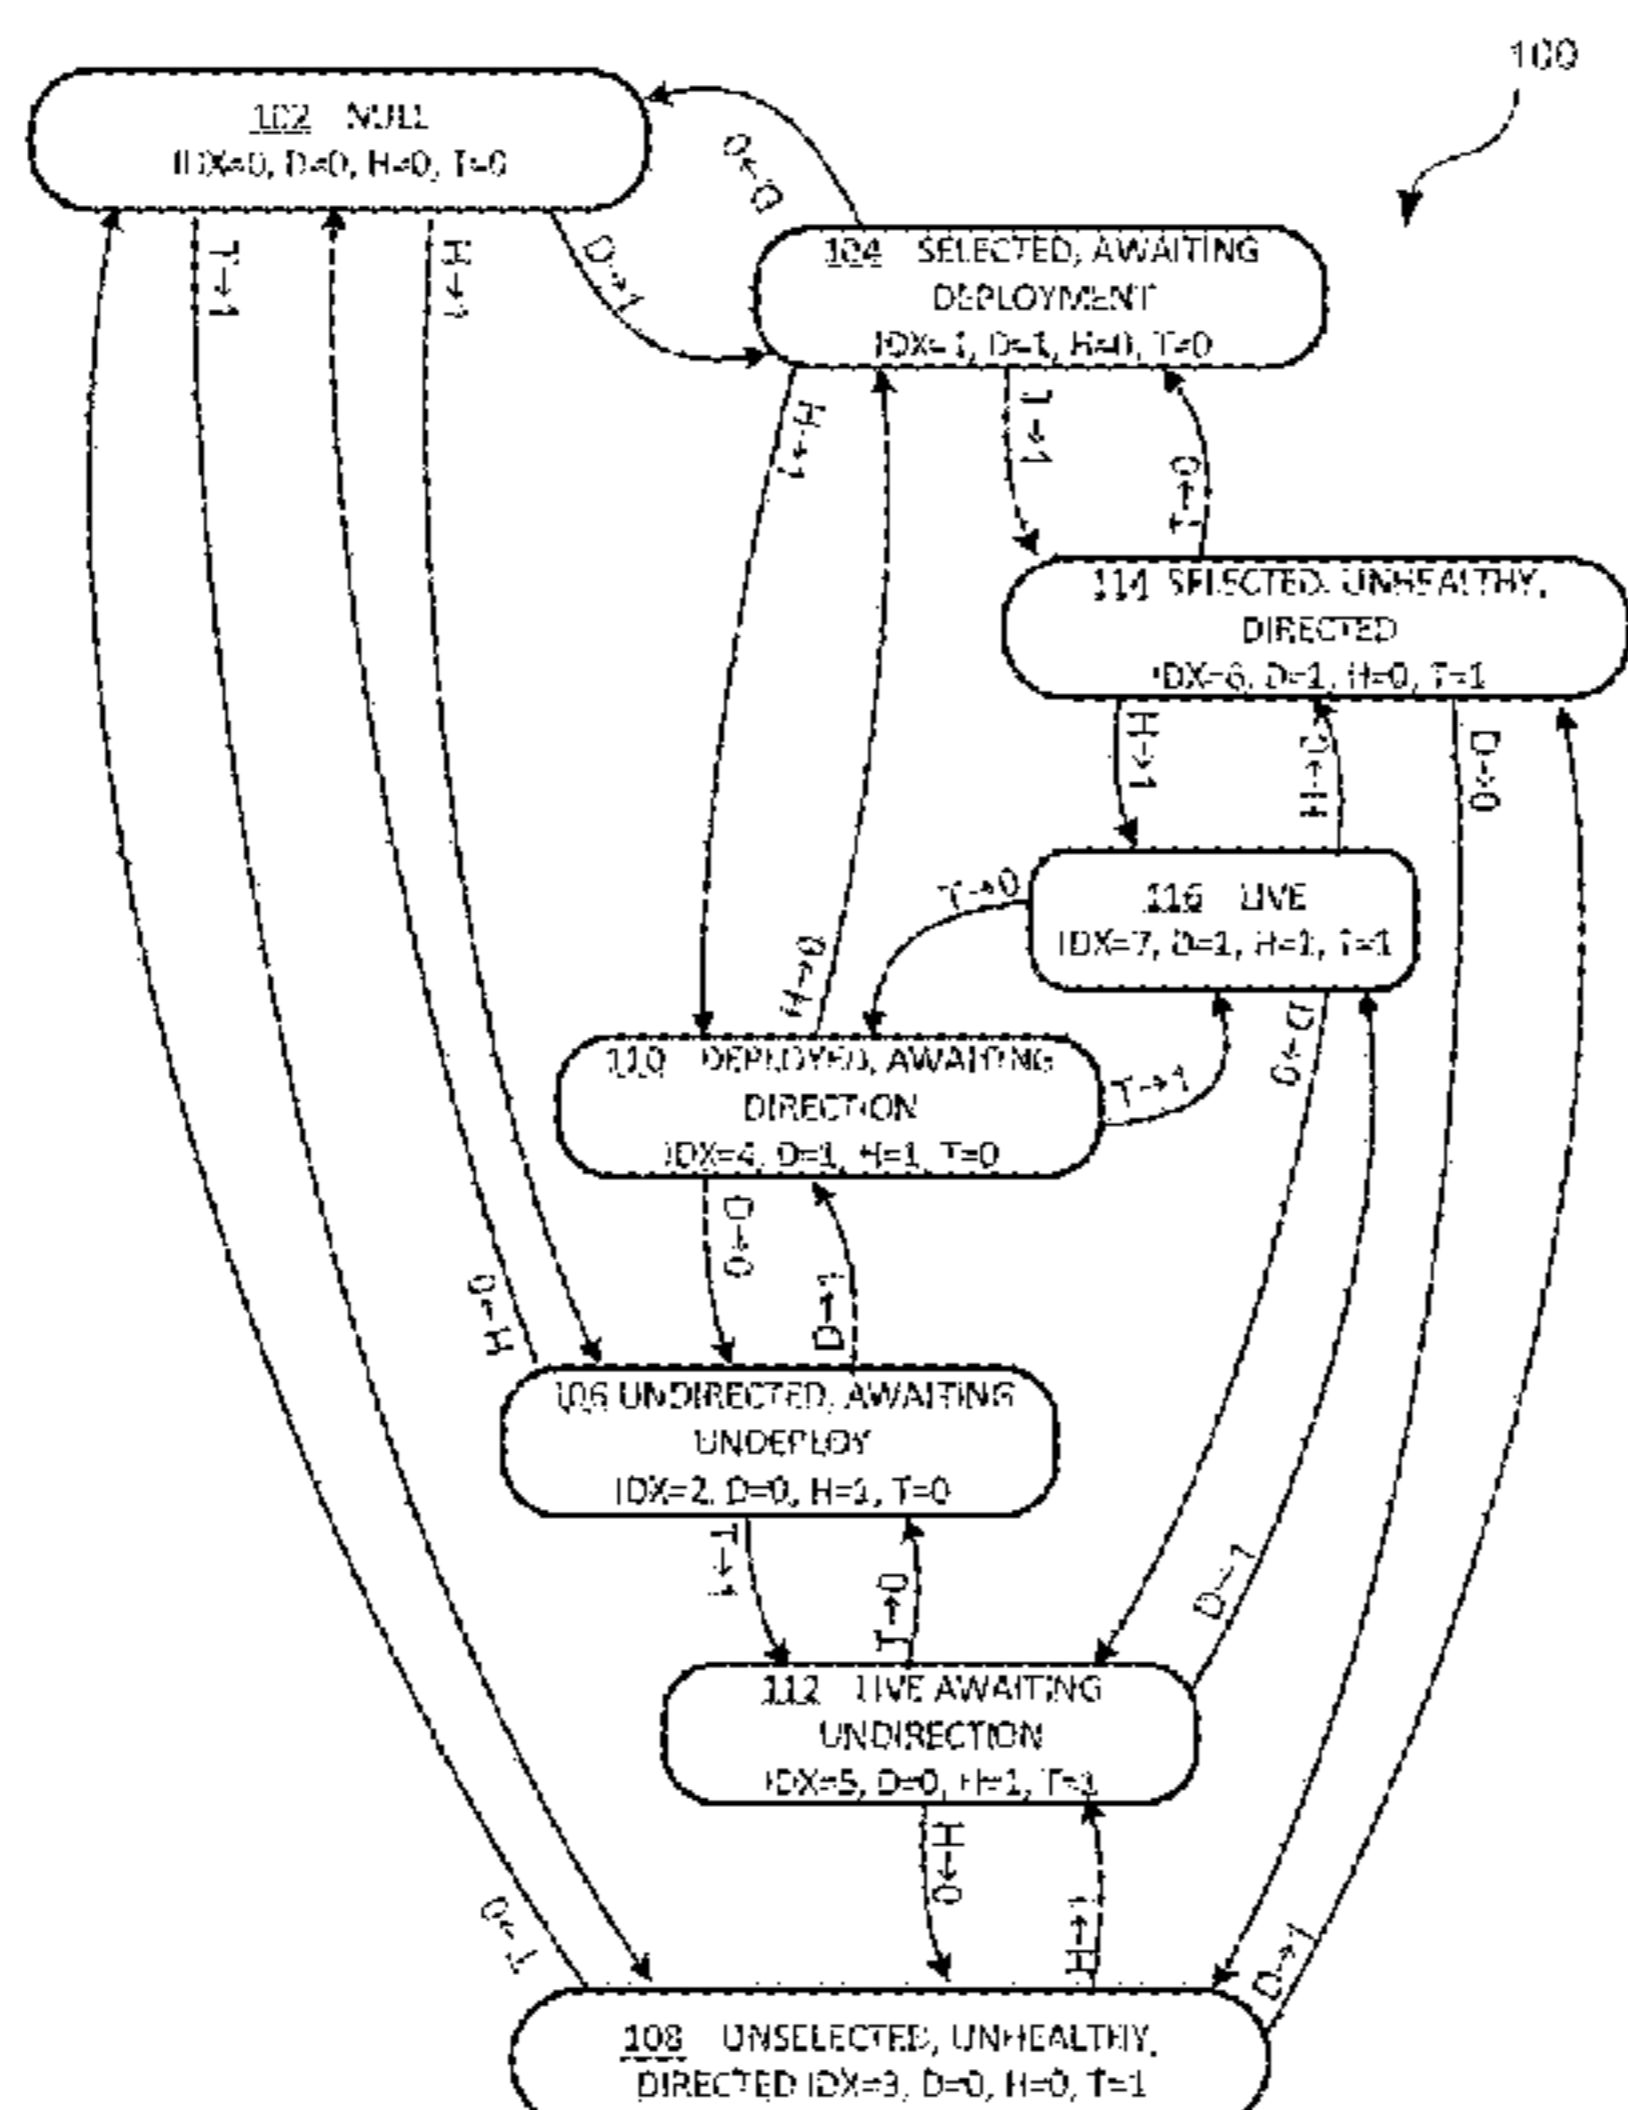 100
102 NULL
IDX=0, D=0, H=0, T=0
D→0
T→1
H→1
D→1
104 SELECTED, AWAITING
DEPLOYMENT
IDX=1, D=1, H=0, T=0
H→1
T→1
T→0
114 SELECTED, UNHEALTHY,
DIRECTED
IDX=6, D=1, H=0, T=1
H→1
H→0
D→0
T→0
116 LIVE
IDX=7, D=1, H=1, T=1
H→0
D→0
110 DEPLOYED, AWAITING
DIRECTION
IDX=4, D=1, H=1, T=0
T→1
D→0
D→1
H→0
106 UNDIRECTED, AWAITING
UNDEPLOY
IDX=2, D=0, H=1, T=0
T→1
T→0
D→1
112 LIVE AWAITING
UNDIRECTION
IDX=5, D=0, H=1, T=1
H→0
H→1
T→0
D→1
108 UNSELECTED, UNHEALTHY,
DIRECTED IDX=3, D=0, H=0, T=1